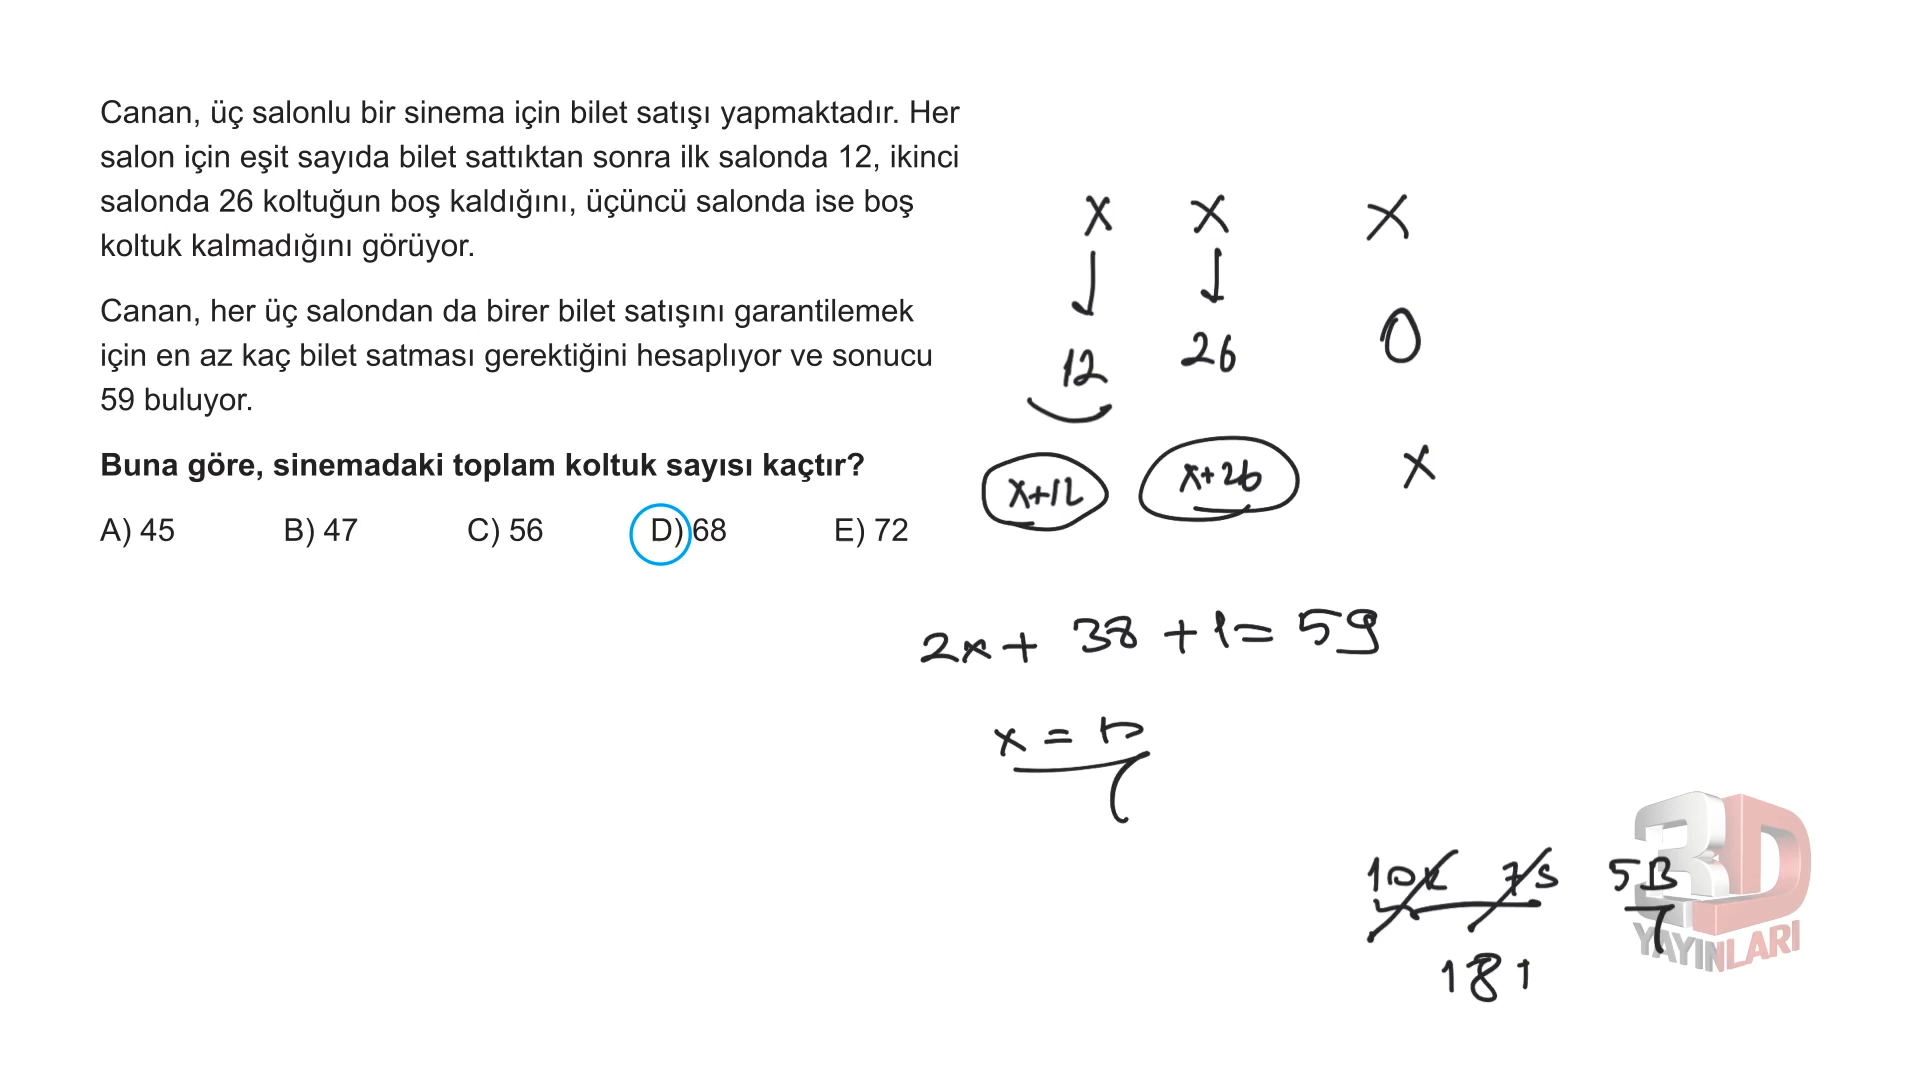 Canan, üç salonlu bir sinema için bilet satışı yapmaktadır. Her
salon için eşit sayıda bilet sattıktan sonra ilk salonda 12, ikinci
salonda 26 koltuğun boş kaldığını, üçüncü salonda ise boş
koltuk kalmadığını görüyor.
Canan, her üç salondan da birer bilet satışını garantilemek
için en az kaç bilet satması gerektiğini hesaplıyor ve sonucu
59 buluyor.
Buna göre, sinemadaki toplam koltuk sayısı kaçtır?
A) 45 B) 47 C) 56 D) 68 E) 72
x x x
12 26 0
x+12 x+26 x
2x + 38 + 1 = 59
x =
5B
181
3D
YAYINLARI